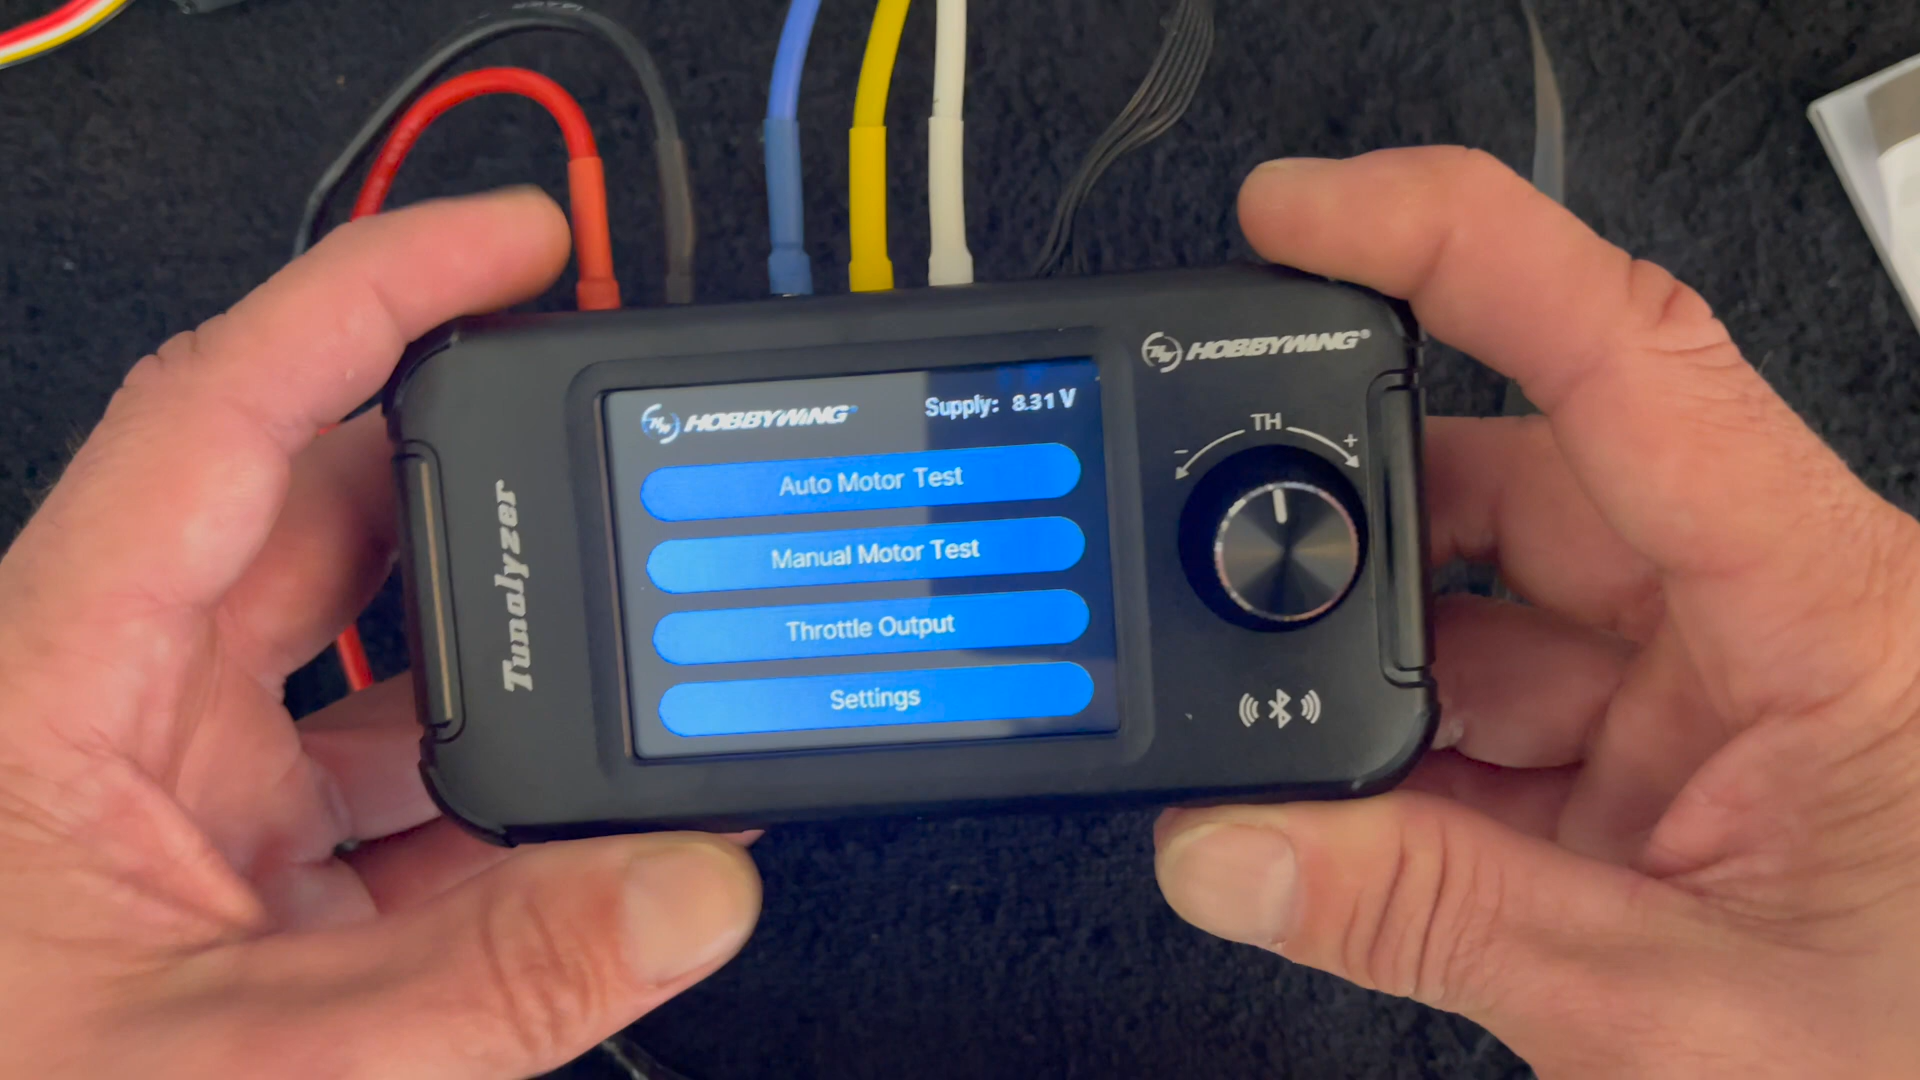 HOBBYWING®
TH
- +
Tunalyzer
HOBBYWING®
Supply: 8.31 V
Auto Motor Test
Manual Motor Test
Throttle Output
Settings